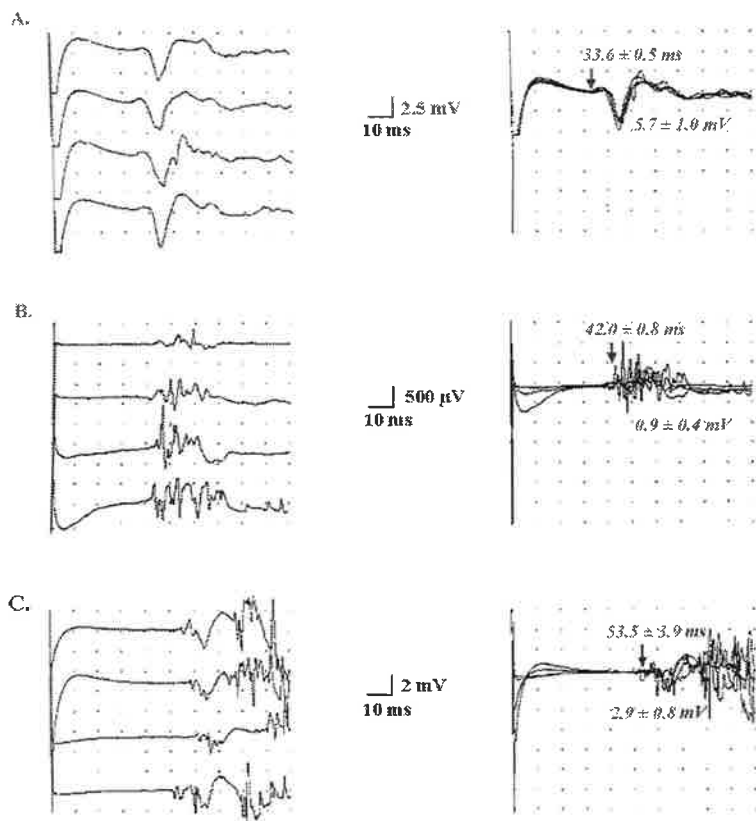 A.
33.6 ± 0.5 ms
2.5 mV
10 ms
5.7 ± 1.0 mV
B.
42.0 ± 0.8 ms
500 µV
10 ms
0.9 ± 0.4 mV
C.
53.5 ± 3.9 ms
2 mV
10 ms
2.9 ± 0.8 mV